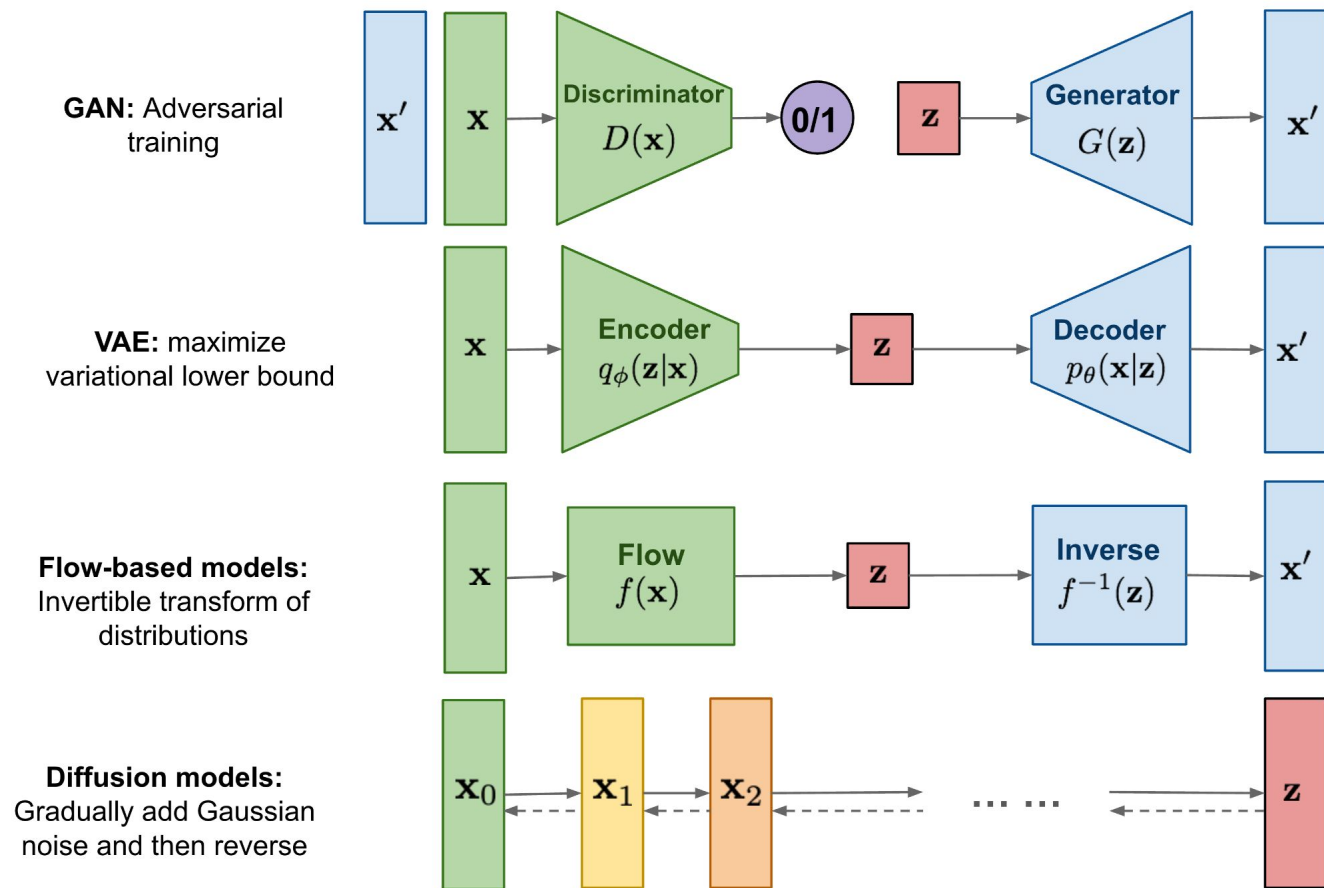 GAN: Adversarial
training
x′
x
Discriminator
D(x)
0/1
z
Generator
G(z)
x′
VAE: maximize
variational lower bound
x
Encoder
qϕ(z|x)
z
Decoder
pθ(x|z)
x′
Flow-based models:
Invertible transform of
distributions
x
Flow
f(x)
z
Inverse
f⁻¹(z)
x′
Diffusion models:
Gradually add Gaussian
noise and then reverse
x₀
x₁
x₂
... ...
z